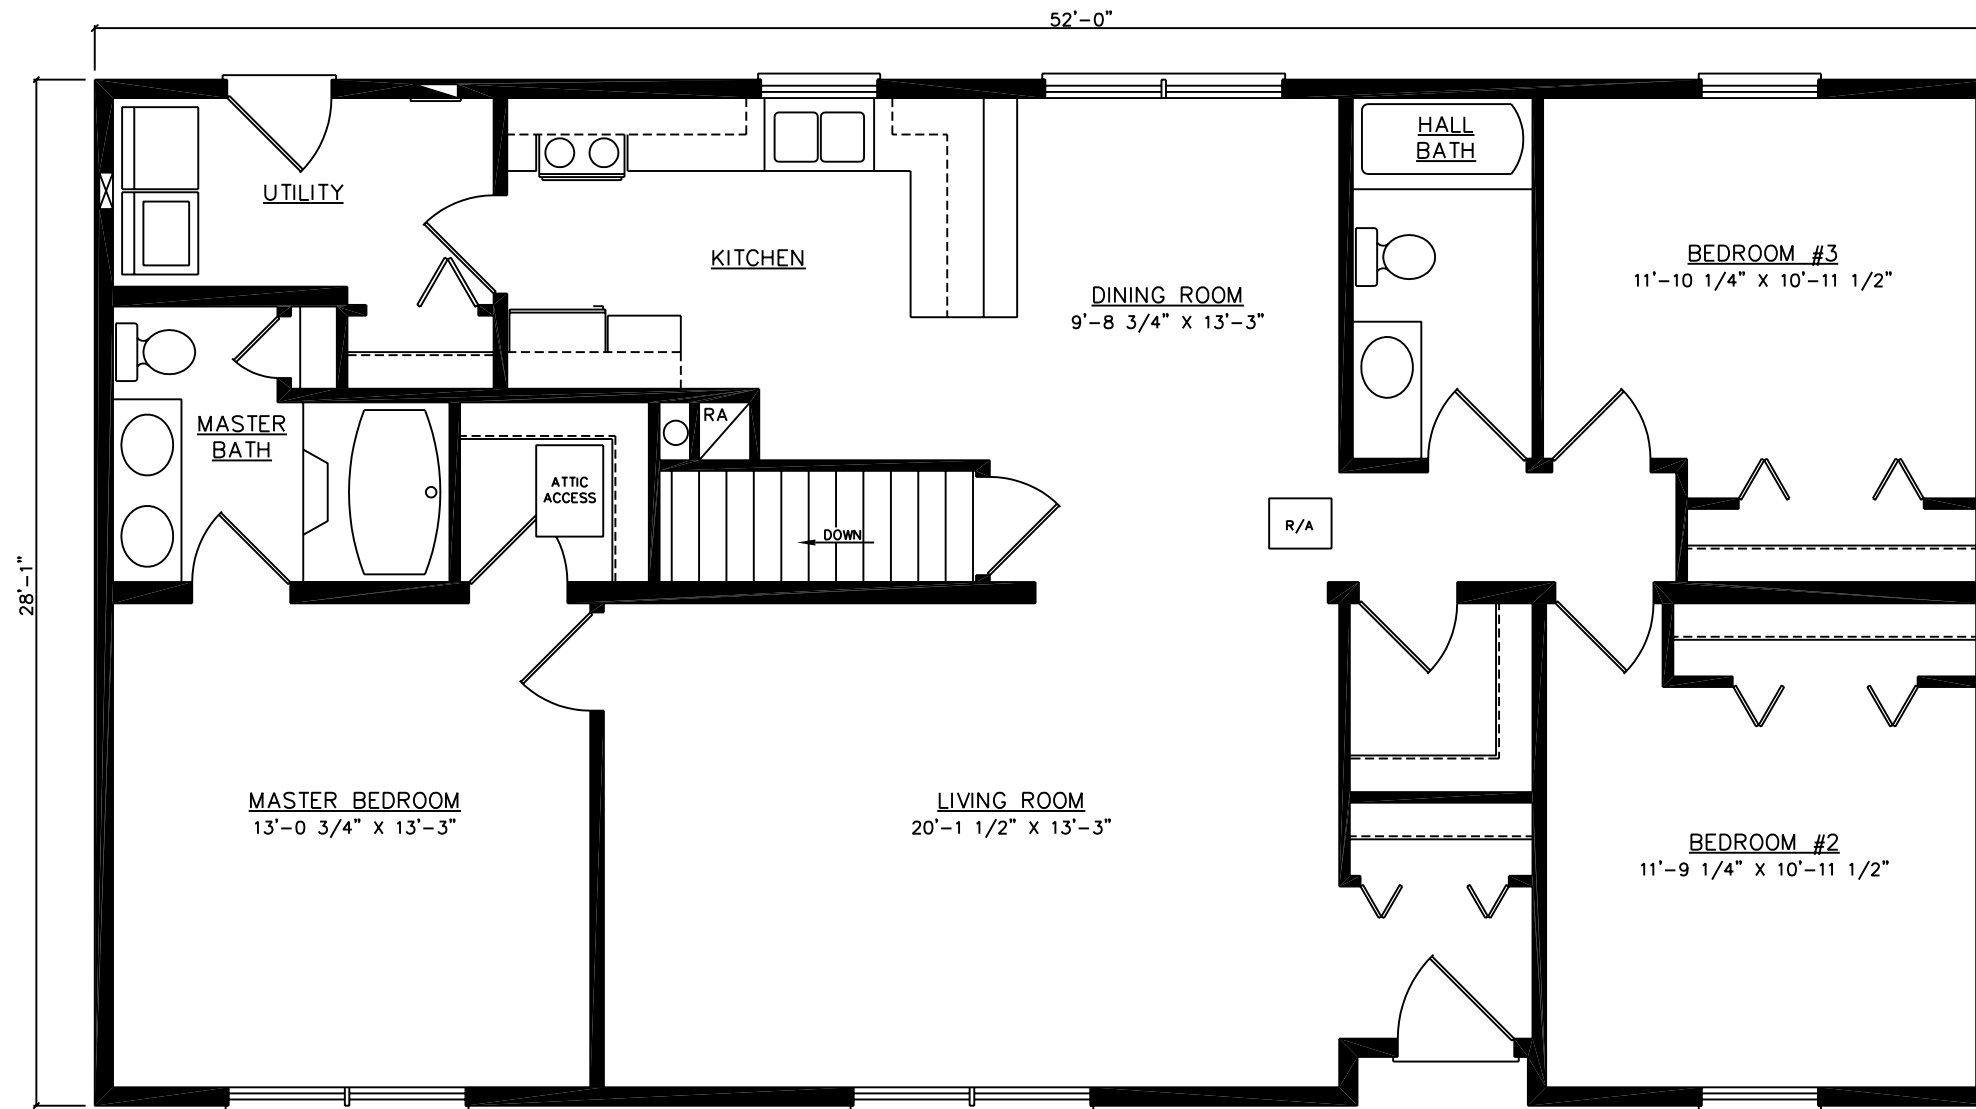 52'-0"
HALL
BATH
UTILITY
KITCHEN
BEDROOM #3
11'-10 1/4" X 10'-11 1/2"
DINING ROOM
9'-8 3/4" X 13'-3"
RA
MASTER
BATH
ATTIC
ACCESS
DOWN
R/A
28'-1"
MASTER BEDROOM
13'-0 3/4" X 13'-3"
LIVING ROOM
20'-1 1/2" X 13'-3"
BEDROOM #2
11'-9 1/4" X 10'-11 1/2"